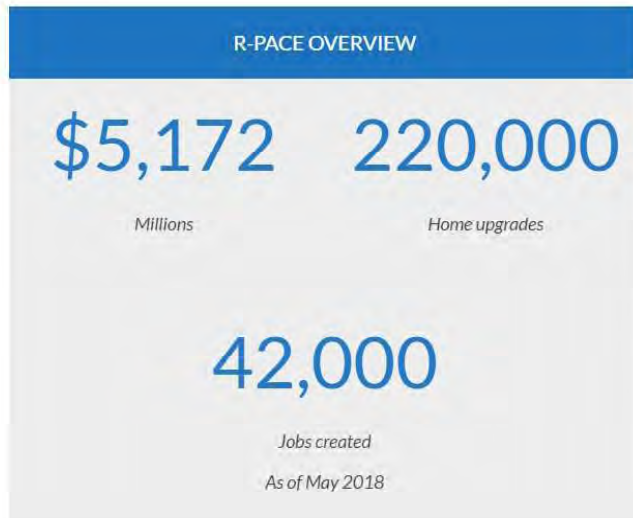 R-PACE OVERVIEW
$5,172 220,000
Millions Home upgrades
42,000
Jobs created
As of May 2018